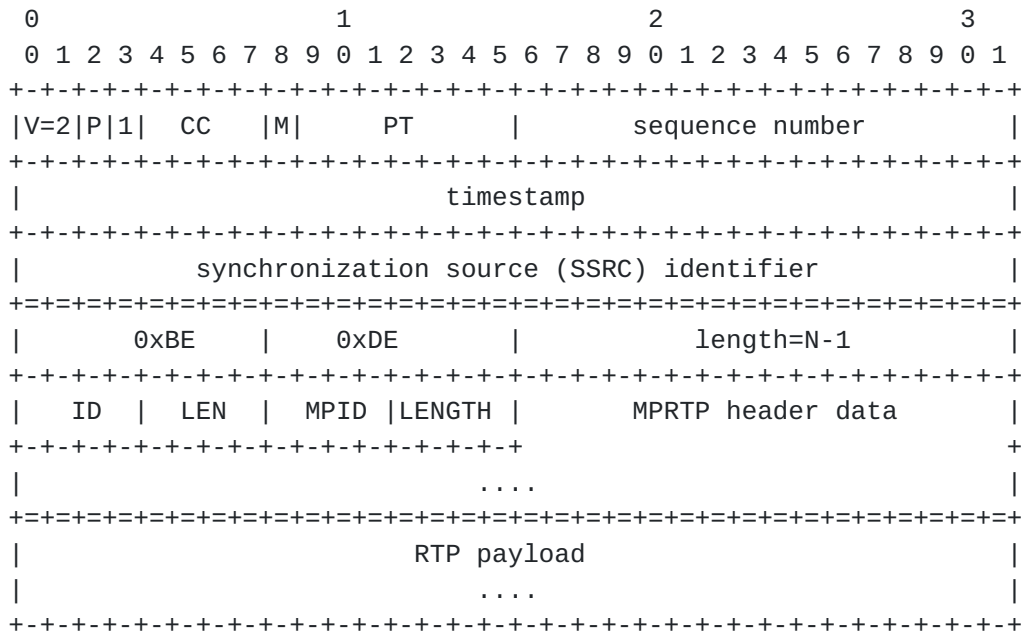 0                   1                   2                   3
 0 1 2 3 4 5 6 7 8 9 0 1 2 3 4 5 6 7 8 9 0 1 2 3 4 5 6 7 8 9 0 1
+-+-+-+-+-+-+-+-+-+-+-+-+-+-+-+-+-+-+-+-+-+-+-+-+-+-+-+-+-+-+-+-+
|V=2|P|1|  CC   |M|     PT      |       sequence number         |
+-+-+-+-+-+-+-+-+-+-+-+-+-+-+-+-+-+-+-+-+-+-+-+-+-+-+-+-+-+-+-+-+
|                           timestamp                           |
+-+-+-+-+-+-+-+-+-+-+-+-+-+-+-+-+-+-+-+-+-+-+-+-+-+-+-+-+-+-+-+-+
|           synchronization source (SSRC) identifier            |
+=+=+=+=+=+=+=+=+=+=+=+=+=+=+=+=+=+=+=+=+=+=+=+=+=+=+=+=+=+=+=+=+
|       0xBE    |    0xDE       |           length=N-1          |
+-+-+-+-+-+-+-+-+-+-+-+-+-+-+-+-+-+-+-+-+-+-+-+-+-+-+-+-+-+-+-+-+
|   ID  |  LEN  |  MPID |LENGTH |       MPRTP header data       |
+-+-+-+-+-+-+-+-+-+-+-+-+-+-+-+-+                               +
|                             ....                              |
+=+=+=+=+=+=+=+=+=+=+=+=+=+=+=+=+=+=+=+=+=+=+=+=+=+=+=+=+=+=+=+=+
|                         RTP payload                           |
|                             ....                              |
+-+-+-+-+-+-+-+-+-+-+-+-+-+-+-+-+-+-+-+-+-+-+-+-+-+-+-+-+-+-+-+-+